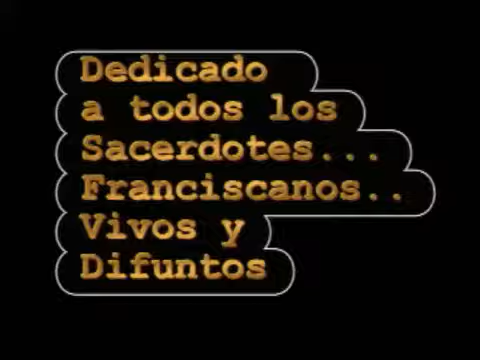 Dedicado
a todos los
Sacerdotes...
Franciscanos..
Vivos y
Difuntos